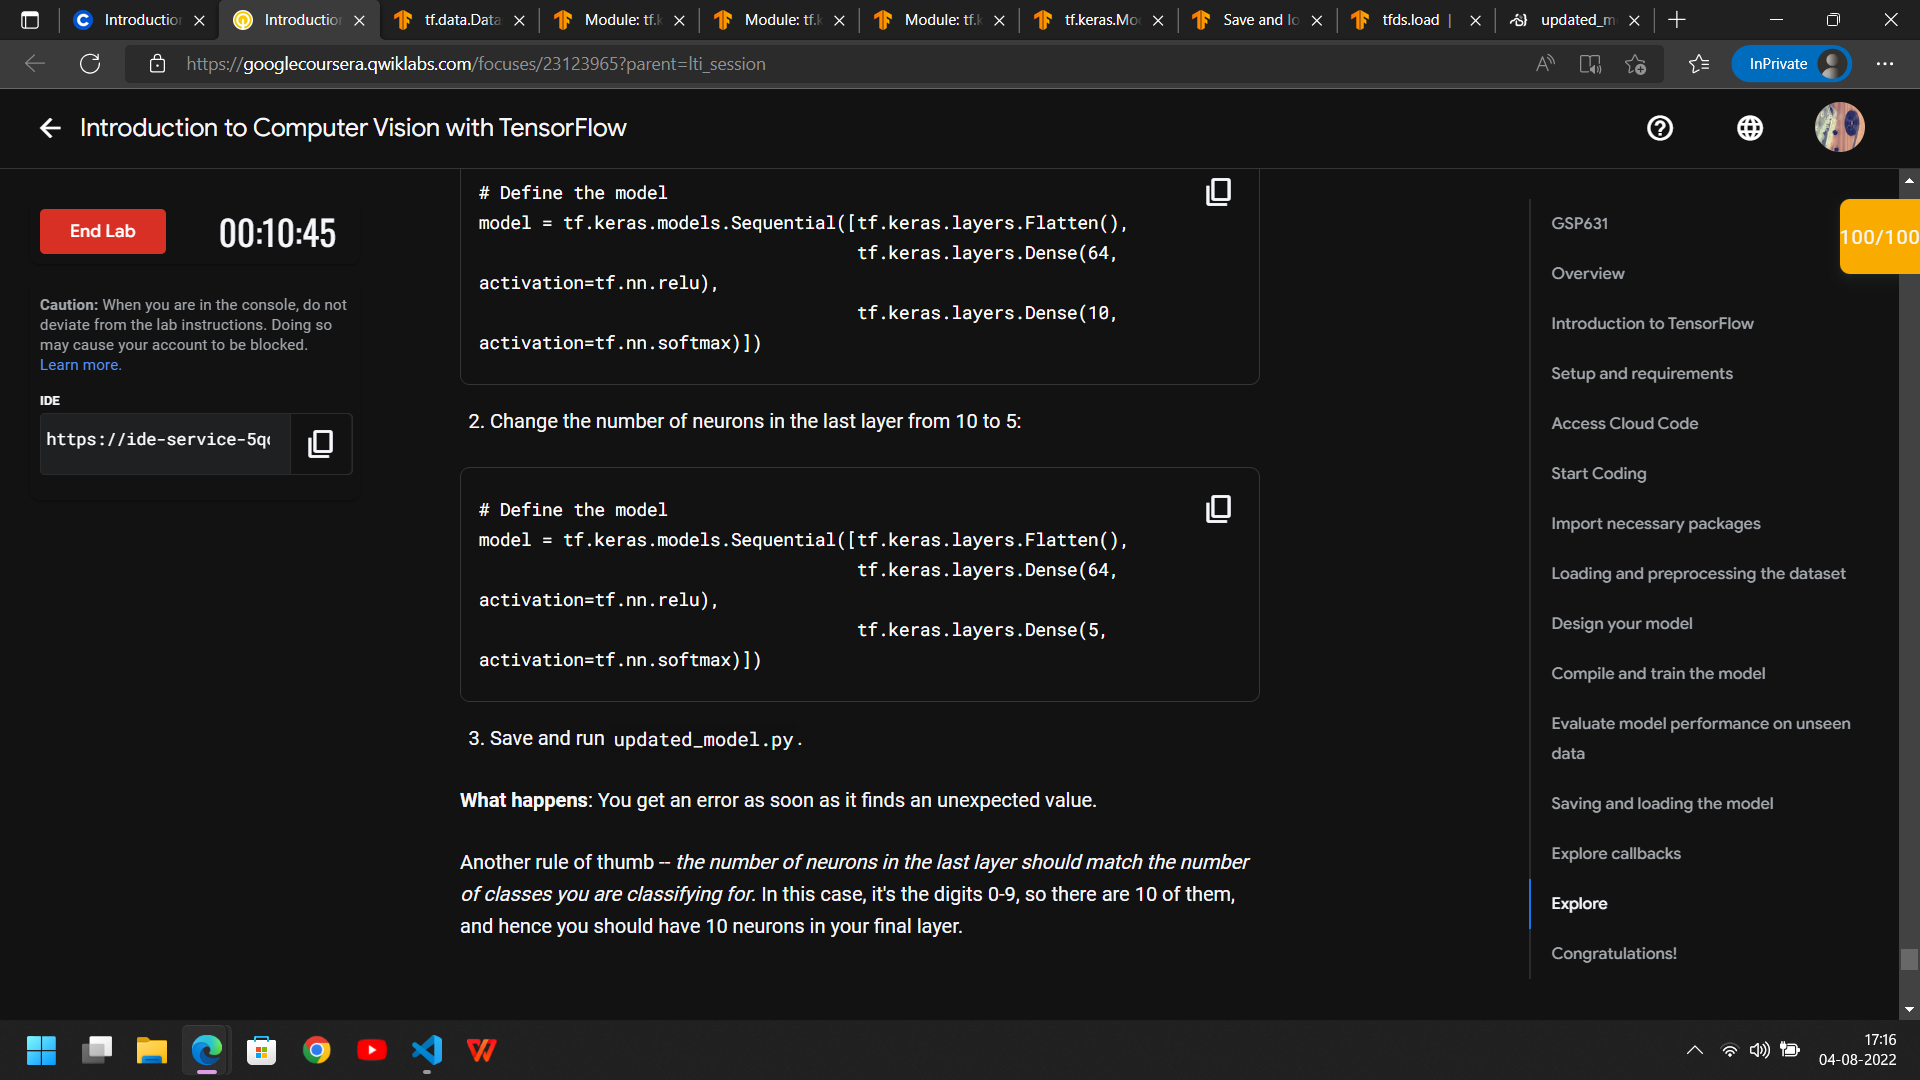 Introduction
Introduction
tf.data.Data
Module: tf.k
Module: tf.k
Module: tf.k
tf.keras.Mo
Save and lo
tfds.load |
updated_m
https://googlecoursera.qwiklabs.com/focuses/23123965?parent=lti_session
InPrivate
Introduction to Computer Vision with TensorFlow
End Lab
00:10:45
Caution: When you are in the console, do not
deviate from the lab instructions. Doing so
may cause your account to be blocked.
Learn more.
IDE
https://ide-service-5q
# Define the model
model = tf.keras.models.Sequential([tf.keras.layers.Flatten(),
tf.keras.layers.Dense(64,
activation=tf.nn.relu),
tf.keras.layers.Dense(10,
activation=tf.nn.softmax)])
2. Change the number of neurons in the last layer from 10 to 5:
# Define the model
model = tf.keras.models.Sequential([tf.keras.layers.Flatten(),
tf.keras.layers.Dense(64,
activation=tf.nn.relu),
tf.keras.layers.Dense(5,
activation=tf.nn.softmax)])
3. Save and run updated_model.py.
What happens: You get an error as soon as it finds an unexpected value.
Another rule of thumb -- the number of neurons in the last layer should match the number
of classes you are classifying for. In this case, it's the digits 0-9, so there are 10 of them,
and hence you should have 10 neurons in your final layer.
GSP631
100/100
Overview
Introduction to TensorFlow
Setup and requirements
Access Cloud Code
Start Coding
Import necessary packages
Loading and preprocessing the dataset
Design your model
Compile and train the model
Evaluate model performance on unseen
data
Saving and loading the model
Explore callbacks
Explore
Congratulations!
17:16
04-08-2022